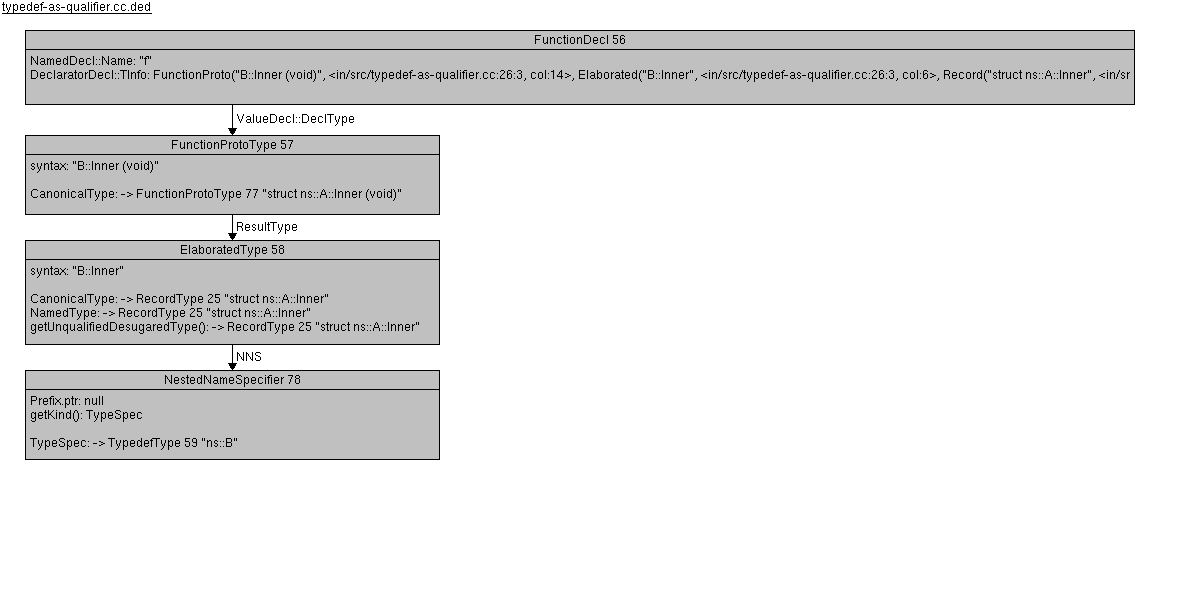 typedef-as-qualifier.cc.ded
FunctionDecl 56
NamedDecl::Name: "f"
DeclaratorDecl::TInfo: FunctionProto("B::Inner (void)", <in/src/typedef-as-qualifier.cc:26:3, col:14>, Elaborated("B::Inner", <in/src/typedef-as-qualifier.cc:26:3, col:6>, Record("struct ns::A::Inner", <in/sr
ValueDecl::DeclType
FunctionProtoType 57
syntax: "B::Inner (void)"
CanonicalType: -> FunctionProtoType 77 "struct ns::A::Inner (void)"
ResultType
ElaboratedType 58
syntax: "B::Inner"
CanonicalType: -> RecordType 25 "struct ns::A::Inner"
NamedType: -> RecordType 25 "struct ns::A::Inner"
getUnqualifiedDesugaredType(): -> RecordType 25 "struct ns::A::Inner"
NNS
NestedNameSpecifier 78
Prefix.ptr: null
getKind(): TypeSpec
TypeSpec: -> TypedefType 59 "ns::B"